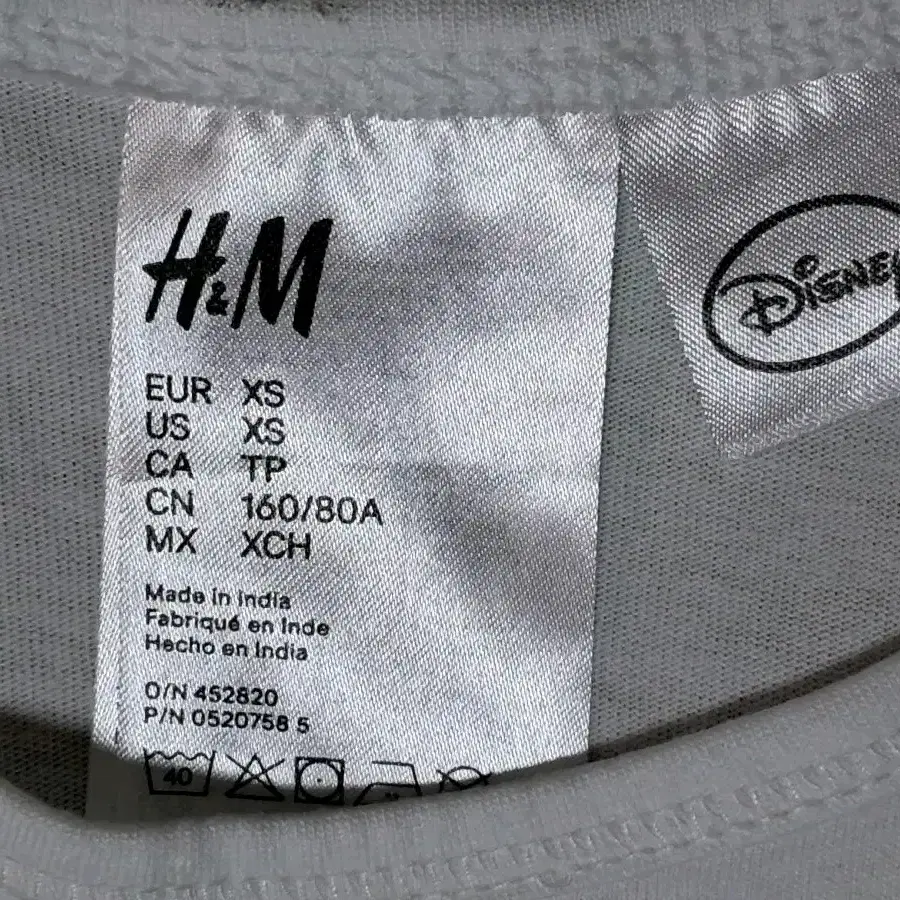 H&M
EUR XS
US XS
CA TP
CN 160/80A
MX XCH
Made in India
Fabriqué en Inde
Hecho en India
O/N 452820
P/N 0520758 5
40
DISNEY